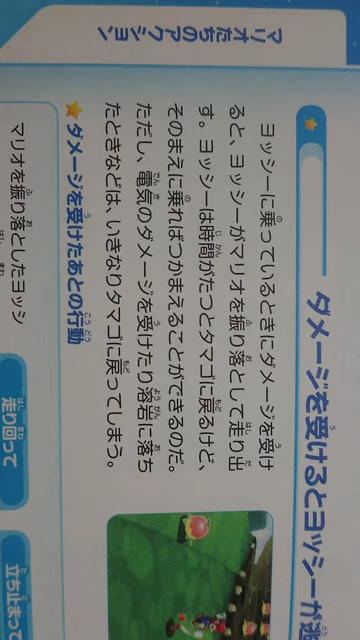 マリオたちのアクション
ダメージを受けるとヨッシーが逃
ヨッシーに乗っているときにダメージを受け
ると、ヨッシーがマリオを振り落として走り出
す。ヨッシーは時間がたつとタマゴに戻るけど、
そのまえに乗ればつかまえることができるのだ。
ただし、電気のダメージを受けたり溶岩に落ち
たときなどは、いきなりタマゴに戻ってしまう。
ダメージを受けたあとの行動
マリオを振り落としたヨッシ
走り回って
立ち止まって